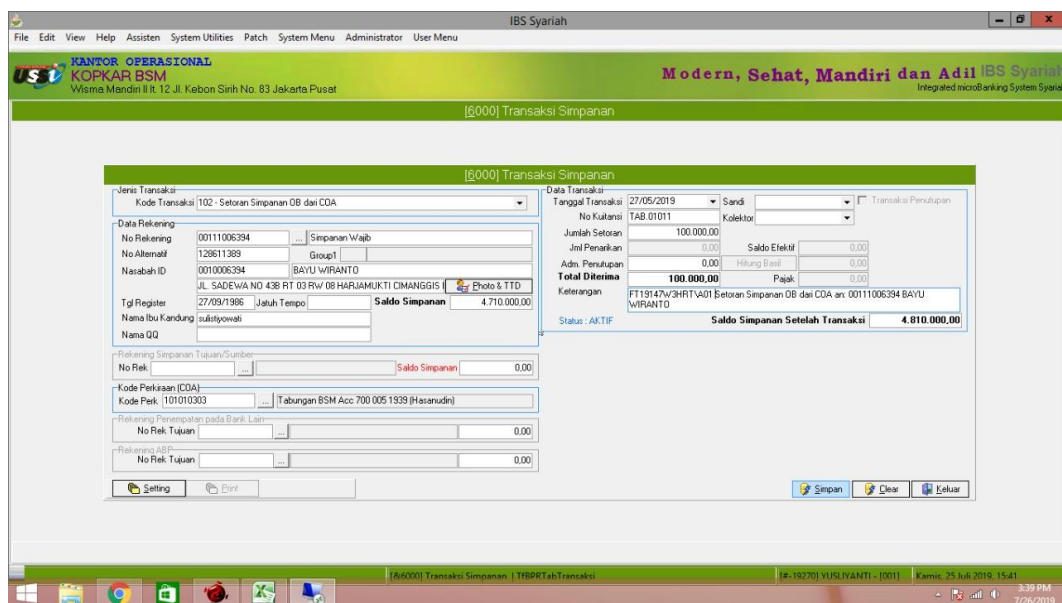 IBS Syariah
File Edit View Help Assisten System Utilities Patch System Menu Administrator User Menu
USSi
KANTOR OPERASIONAL
KOPKAR BSM
Wisma Mandiri II lt. 12 Jl. Kebon Sirih No. 83 Jakarta Pusat
Modern, Sehat, Mandiri dan Adil IBS Syariah
Integrated microBanking System Syariah
[6000] Transaksi Simpanan
[6000] Transaksi Simpanan
Jenis Transaksi
Kode Transaksi 102 - Setoran Simpanan OB dari COA
Data Rekening
No Rekening 00111006394 ... Simpanan Wajib
No Alternatif 128611389 Group1
Nasabah ID 0010006394 BAYU WIRANTO
JL. SADEWA NO 43B RT 03 RW 08 HARJAMUKTI CIMANGGIS Photo & TTD
Tgl Register 27/09/1986 Jatuh Tempo Saldo Simpanan 4.710.000,00
Nama Ibu Kandung sulistiyowati
Nama QQ
Rekening Simpanan Tujuan/Sumber
No Rek ... Saldo Simpanan 0,00
Kode Perkiraan (COA)
Kode Perk 101010303 ... Tabungan BSM Acc 700 005 1939 (Hasanudin)
Rekening Penempatan pada Bank Lain
No Rek Tujuan ... 0,00
Rekening ABP
No Rek Tujuan ... 0,00
Setting Print
Data Transaksi
Tanggal Transaksi 27/05/2019 Sandi Transaksi Penutupan
No Kuitansi TAB.01011 Kolektor
Jumlah Setoran 100.000,00
Jml Penarikan 0,00 Saldo Efektif 0,00
Adm. Penutupan 0,00 Hitung Basil 0,00
Total Diterima 100.000,00 Pajak 0,00
Keterangan FT19147W3HRT\A01 Setoran Simpanan OB dari COA an: 00111006394 BAYU
WIRANTO
Status : AKTIF Saldo Simpanan Setelah Transaksi 4.810.000,00
Simpan Clear Keluar
[&6000] Transaksi Simpanan | TfBPRTabTransaksi [#-19270] YUSLIYANTI - [001] Kamis, 25 Juli 2019, 15:41
3:39 PM
7/26/2019